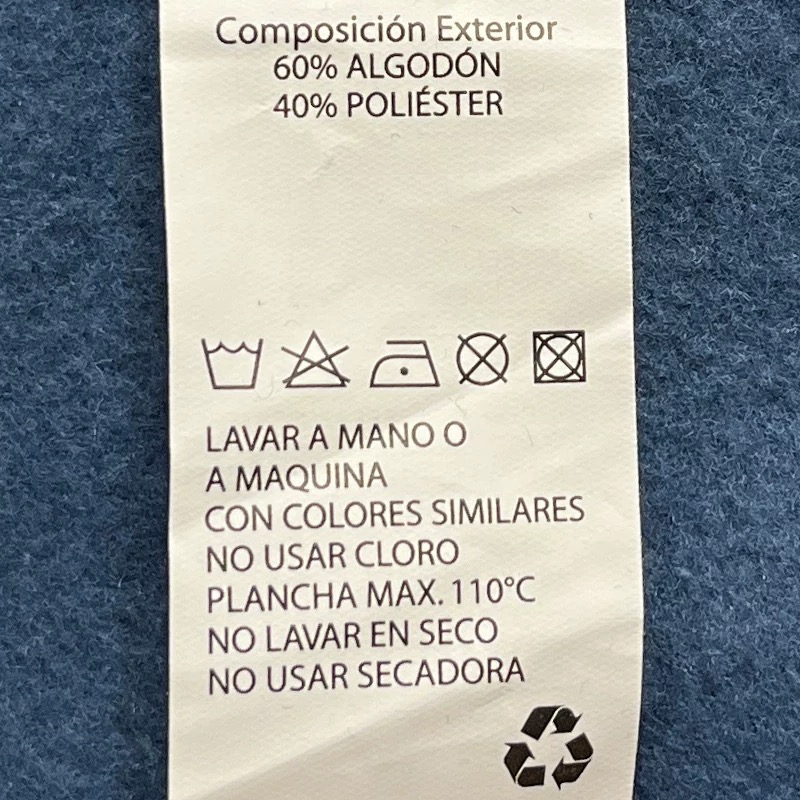 Composición Exterior
60% ALGODÓN
40% POLIÉSTER
LAVAR A MANO O
A MAQUINA
CON COLORES SIMILARES
NO USAR CLORO
PLANCHA MAX. 110°C
NO LAVAR EN SECO
NO USAR SECADORA